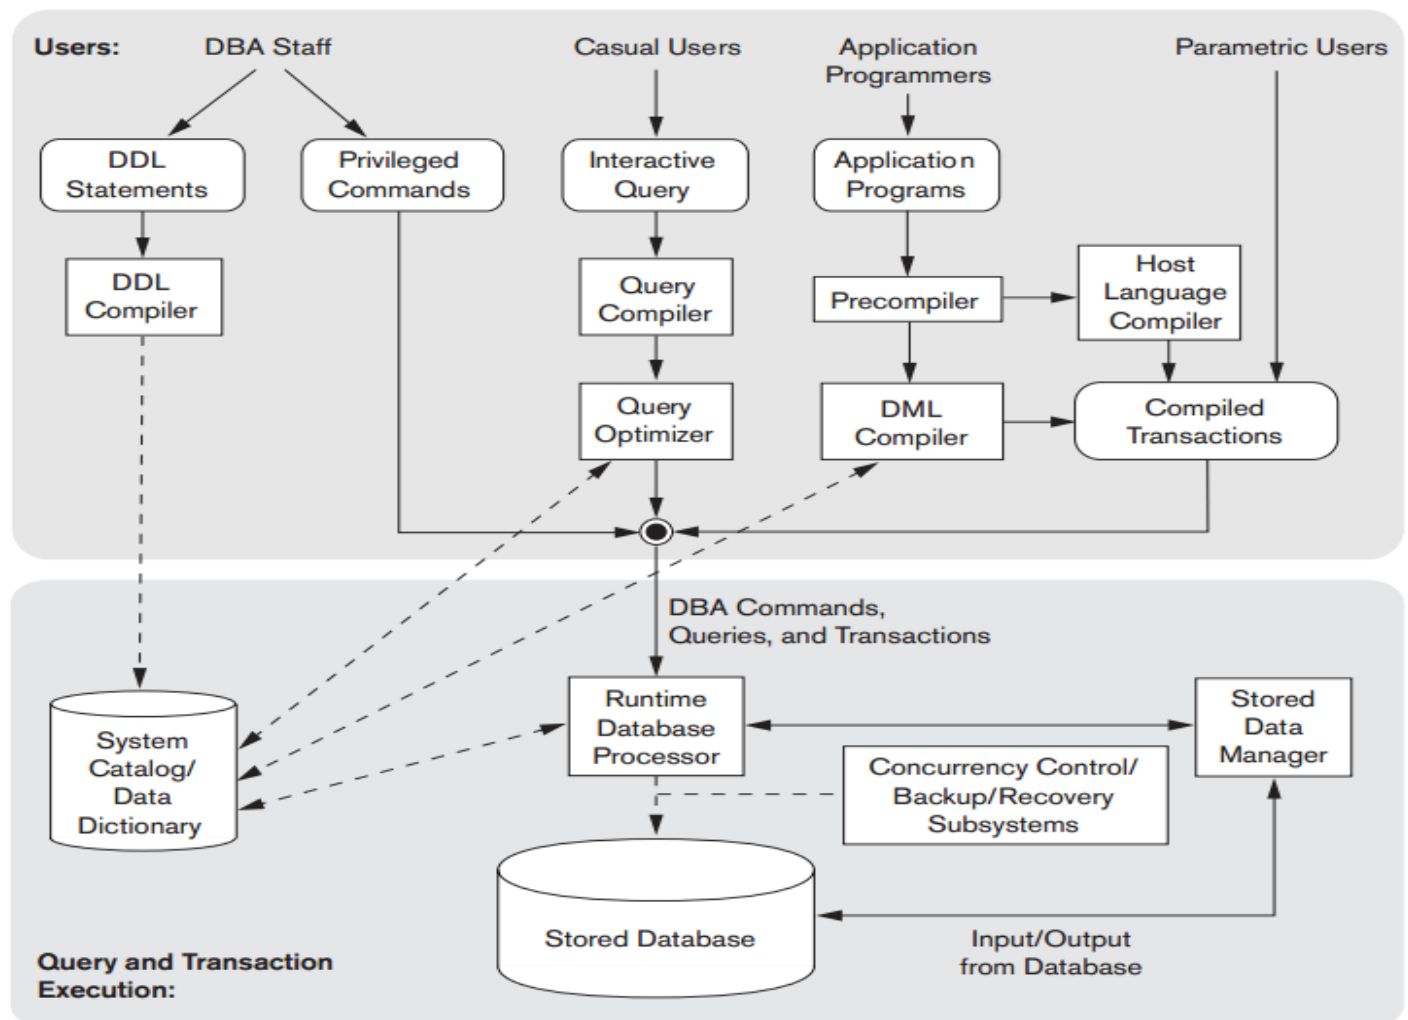 Users:
DBA Staff
Casual Users
Application
Programmers
Parametric Users
DDL
Statements
Privileged
Commands
Interactive
Query
Application
Programs
DDL
Compiler
Query
Compiler
Precompiler
Host
Language
Compiler
Query
Optimizer
DML
Compiler
Compiled
Transactions
DBA Commands,
Queries, and Transactions
System
Catalog/
Data
Dictionary
Runtime
Database
Processor
Stored
Data
Manager
Concurrency Control/
Backup/Recovery
Subsystems
Stored Database
Input/Output
from Database
Query and Transaction
Execution: